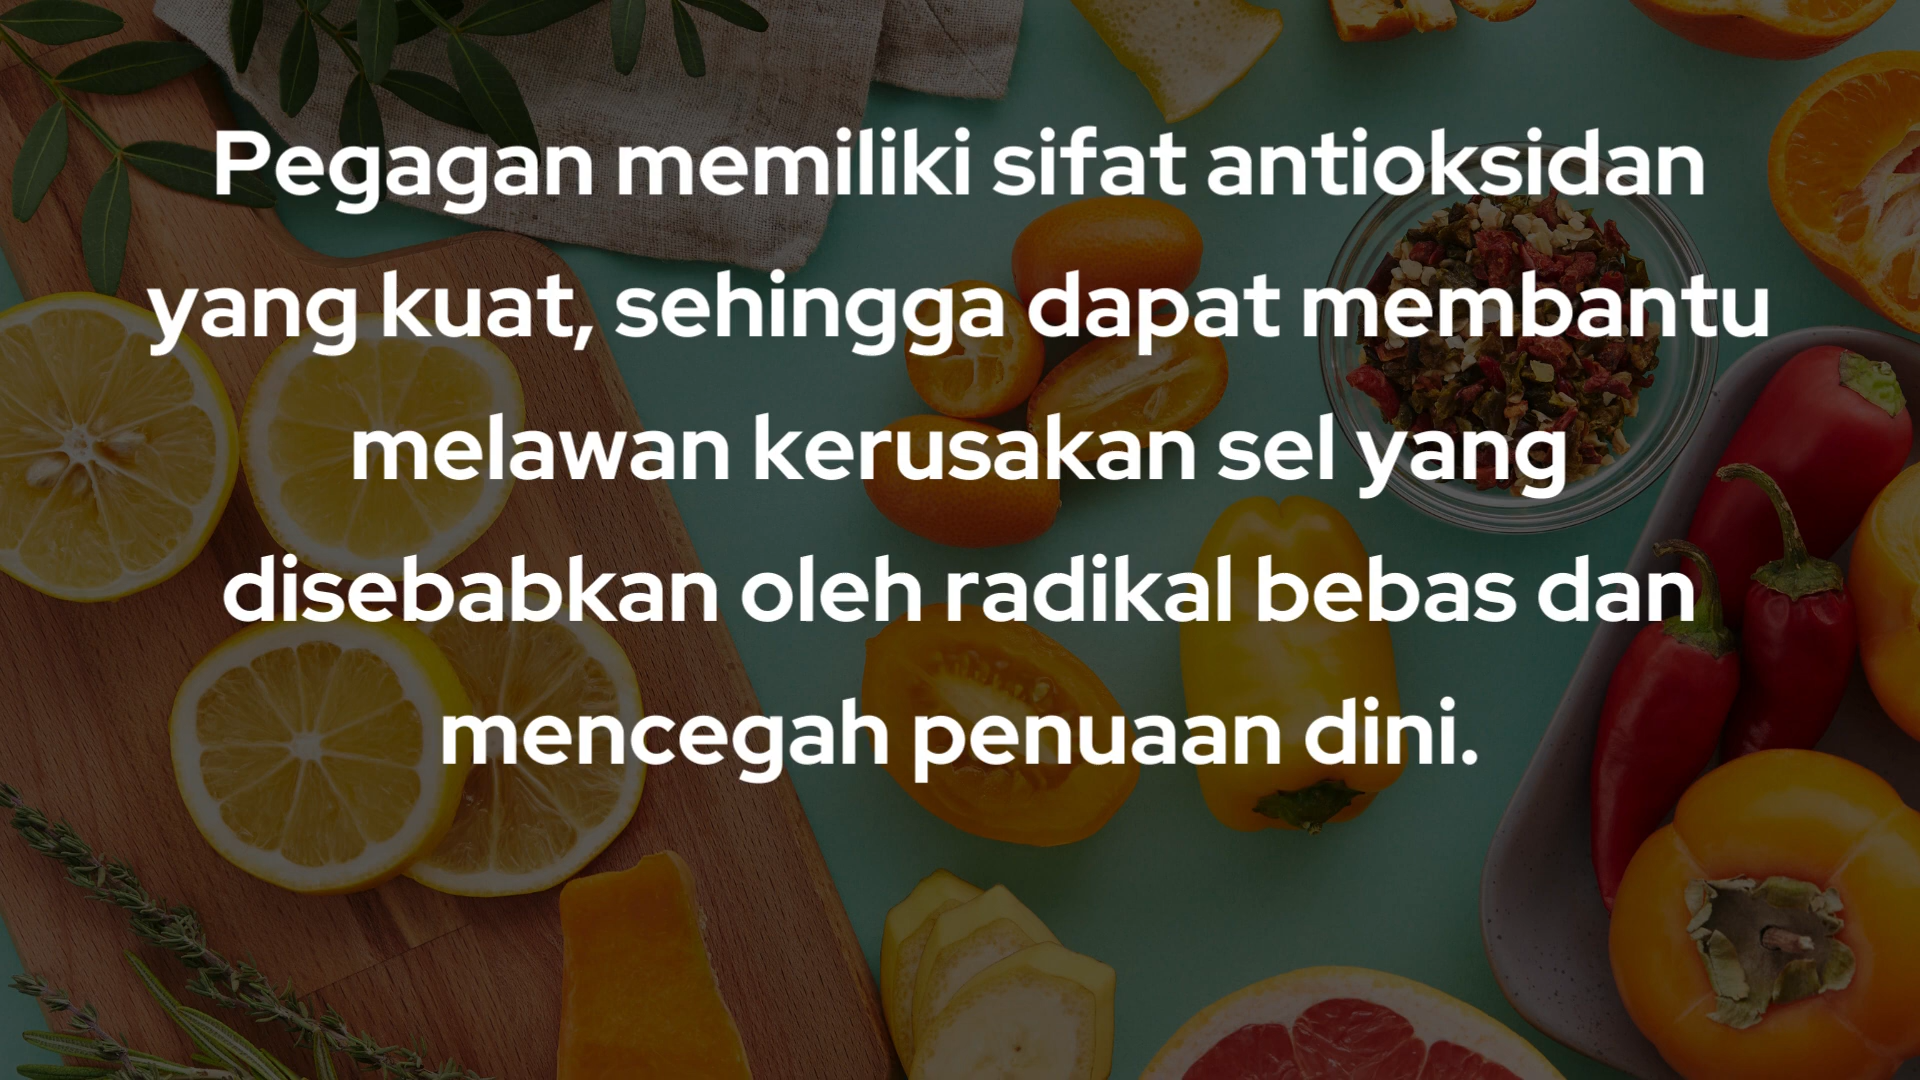 Pegagan memiliki sifat antioksidan
yang kuat, sehingga dapat membantu
melawan kerusakan sel yang
disebabkan oleh radikal bebas dan
mencegah penuaan dini.